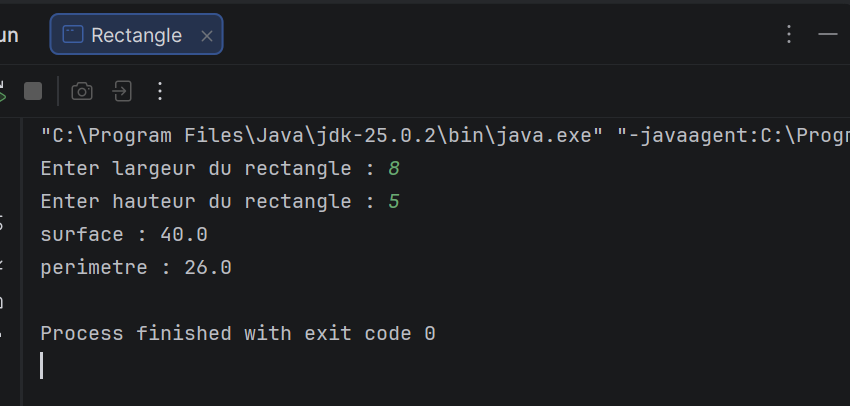 Rectangle
"C:\Program Files\Java\jdk-25.0.2\bin\java.exe" "-javaagent:C:\Progr
Enter largeur du rectangle : 8
Enter hauteur du rectangle : 5
surface : 40.0
perimetre : 26.0
Process finished with exit code 0